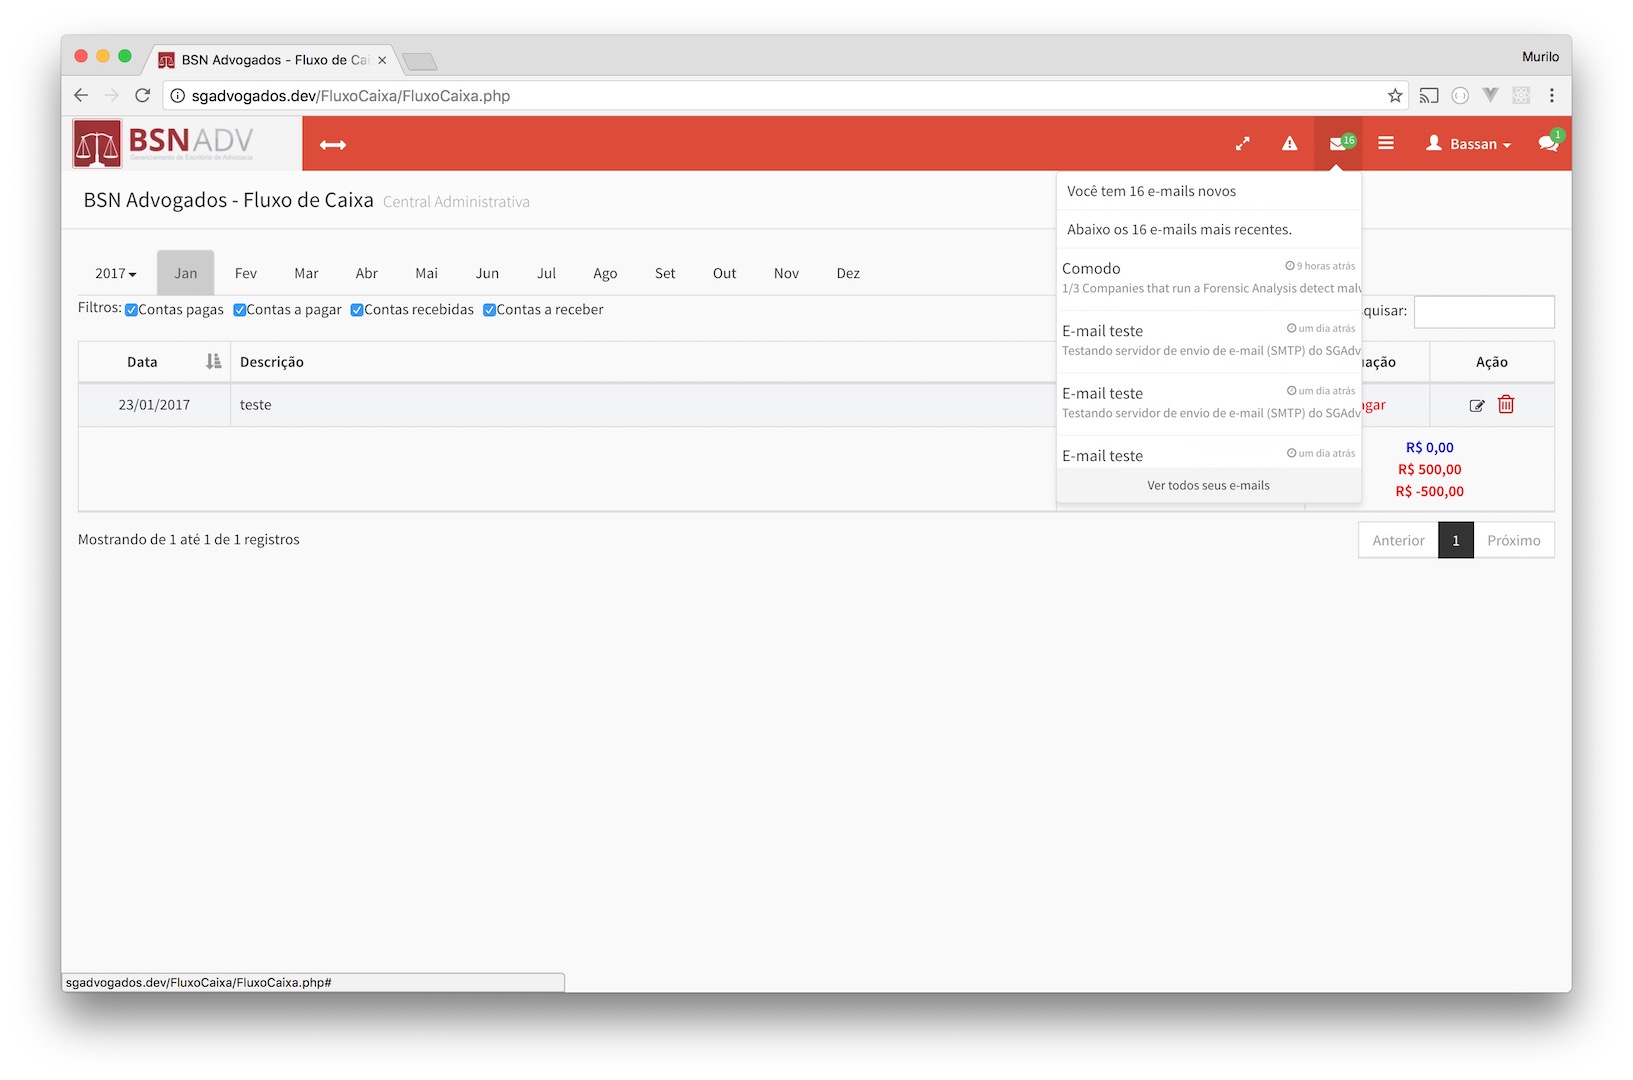 BSN Advogados - Fluxo de Cai
Murilo
sgadvogados.dev/FluxoCaixa/FluxoCaixa.php
BSNADV
Gerenciamento de Escritório de Advocacia
16
Bassan
1
BSN Advogados - Fluxo de Caixa Central Administrativa
Você tem 16 e-mails novos
Abaixo os 16 e-mails mais recentes.
Comodo 9 horas atrás
1/3 Companies that run a Forensic Analysis detect malv
E-mail teste um dia atrás
Testando servidor de envio de e-mail (SMTP) do SGAdv
E-mail teste um dia atrás
Testando servidor de envio de e-mail (SMTP) do SGAdv
E-mail teste um dia atrás
Ver todos seus e-mails
2017 Jan Fev Mar Abr Mai Jun Jul Ago Set Out Nov Dez
Filtros: Contas pagas Contas a pagar Contas recebidas Contas a receber
quisar:
Data Descrição ação Ação
23/01/2017 teste agar
R$ 0,00
R$ 500,00
R$ -500,00
Mostrando de 1 até 1 de 1 registros
Anterior 1 Próximo
sgadvogados.dev/FluxoCaixa/FluxoCaixa.php#